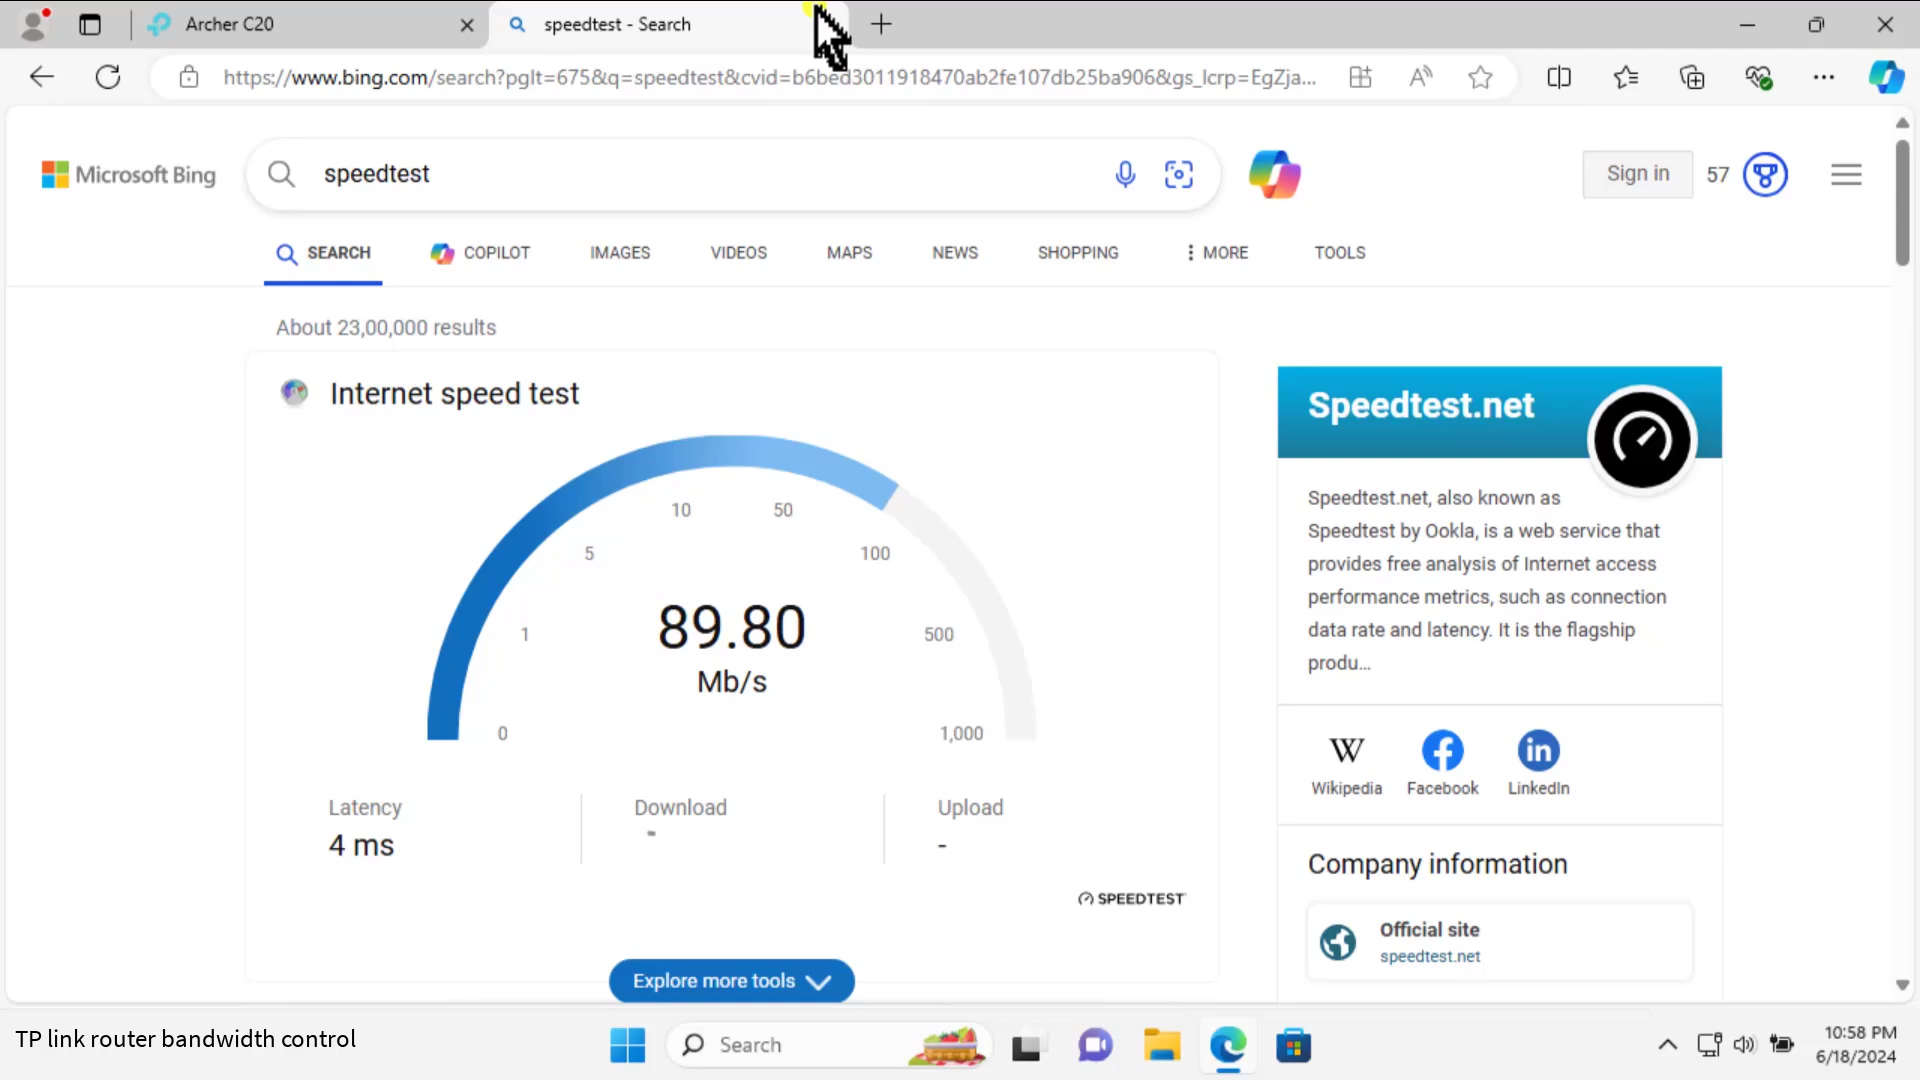 Archer C20
speedtest - Search
https://www.bing.com/search?pglt=675&q=speedtest&cvid=b6bed3011918470ab2fe107db25ba906&gs_lcrp=EgZja...
Microsoft Bing
speedtest
Sign in
57
SEARCH
COPILOT
IMAGES
VIDEOS
MAPS
NEWS
SHOPPING
MORE
TOOLS
About 23,00,000 results
Internet speed test
0
1
5
10
50
100
500
1,000
89.80
Mb/s
Latency
4 ms
Download
-
Upload
-
SPEEDTEST
Explore more tools
Speedtest.net
Speedtest.net, also known as
Speedtest by Ookla, is a web service that
provides free analysis of Internet access
performance metrics, such as connection
data rate and latency. It is the flagship
produ...
W
Wikipedia
Facebook
in
LinkedIn
Company information
Official site
speedtest.net
TP link router bandwidth control
Search
10:58 PM
6/18/2024